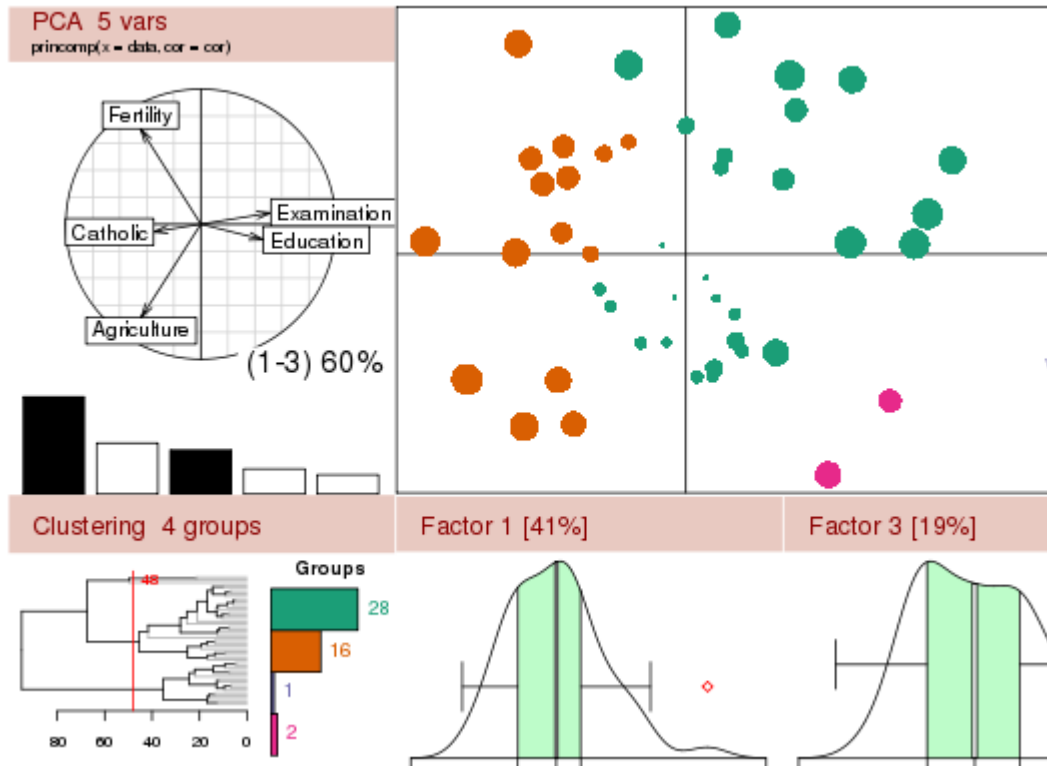 PCA 5 vars
princomp(x = data, cor = cor)
Fertility
Examination
Catholic
Education
Agriculture
(1-3) 60%
Clustering 4 groups
Factor 1 [41%]
Factor 3 [19%]
48
Groups
28
16
1
2
80 60 40 20 0